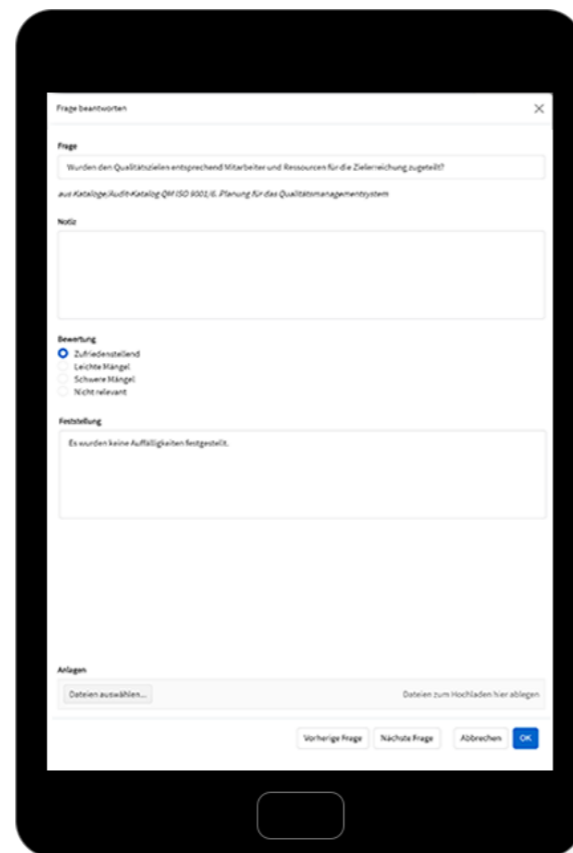 Frage beantworten
Frage
Wurden den Qualitätszielen entsprechend Mitarbeiter und Ressourcen für die Zielerreichung zugeteilt?
aus Kataloge/Audit-Katalog QM ISO 9001/6. Planung für das Qualitätsmanagementsystem
Notiz
Bewertung
Zufriedenstellend
Leichte Mängel
Schwere Mängel
Nicht relevant
Feststellung
Es wurden keine Auffälligkeiten festgestellt.
Anlagen
Dateien auswählen... Dateien zum Hochladen hier ablegen
Vorherige Frage Nächste Frage Abbrechen OK